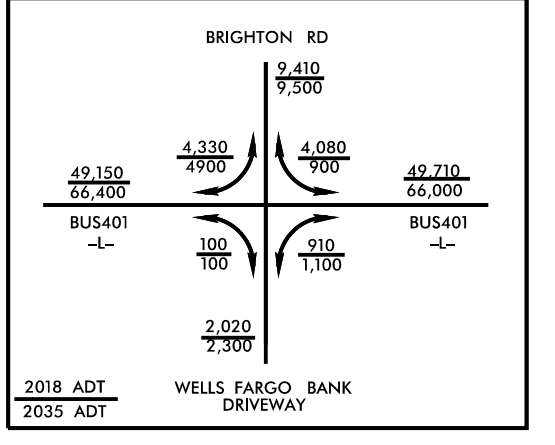 BRIGHTON RD
9,410
9,500
4,330
4900
4,080
900
49,150
66,400
49,710
66,000
BUS401
-L-
BUS401
-L-
100
100
910
1,100
2,020
2,300
2018 ADT
2035 ADT
WELLS FARGO BANK
DRIVEWAY